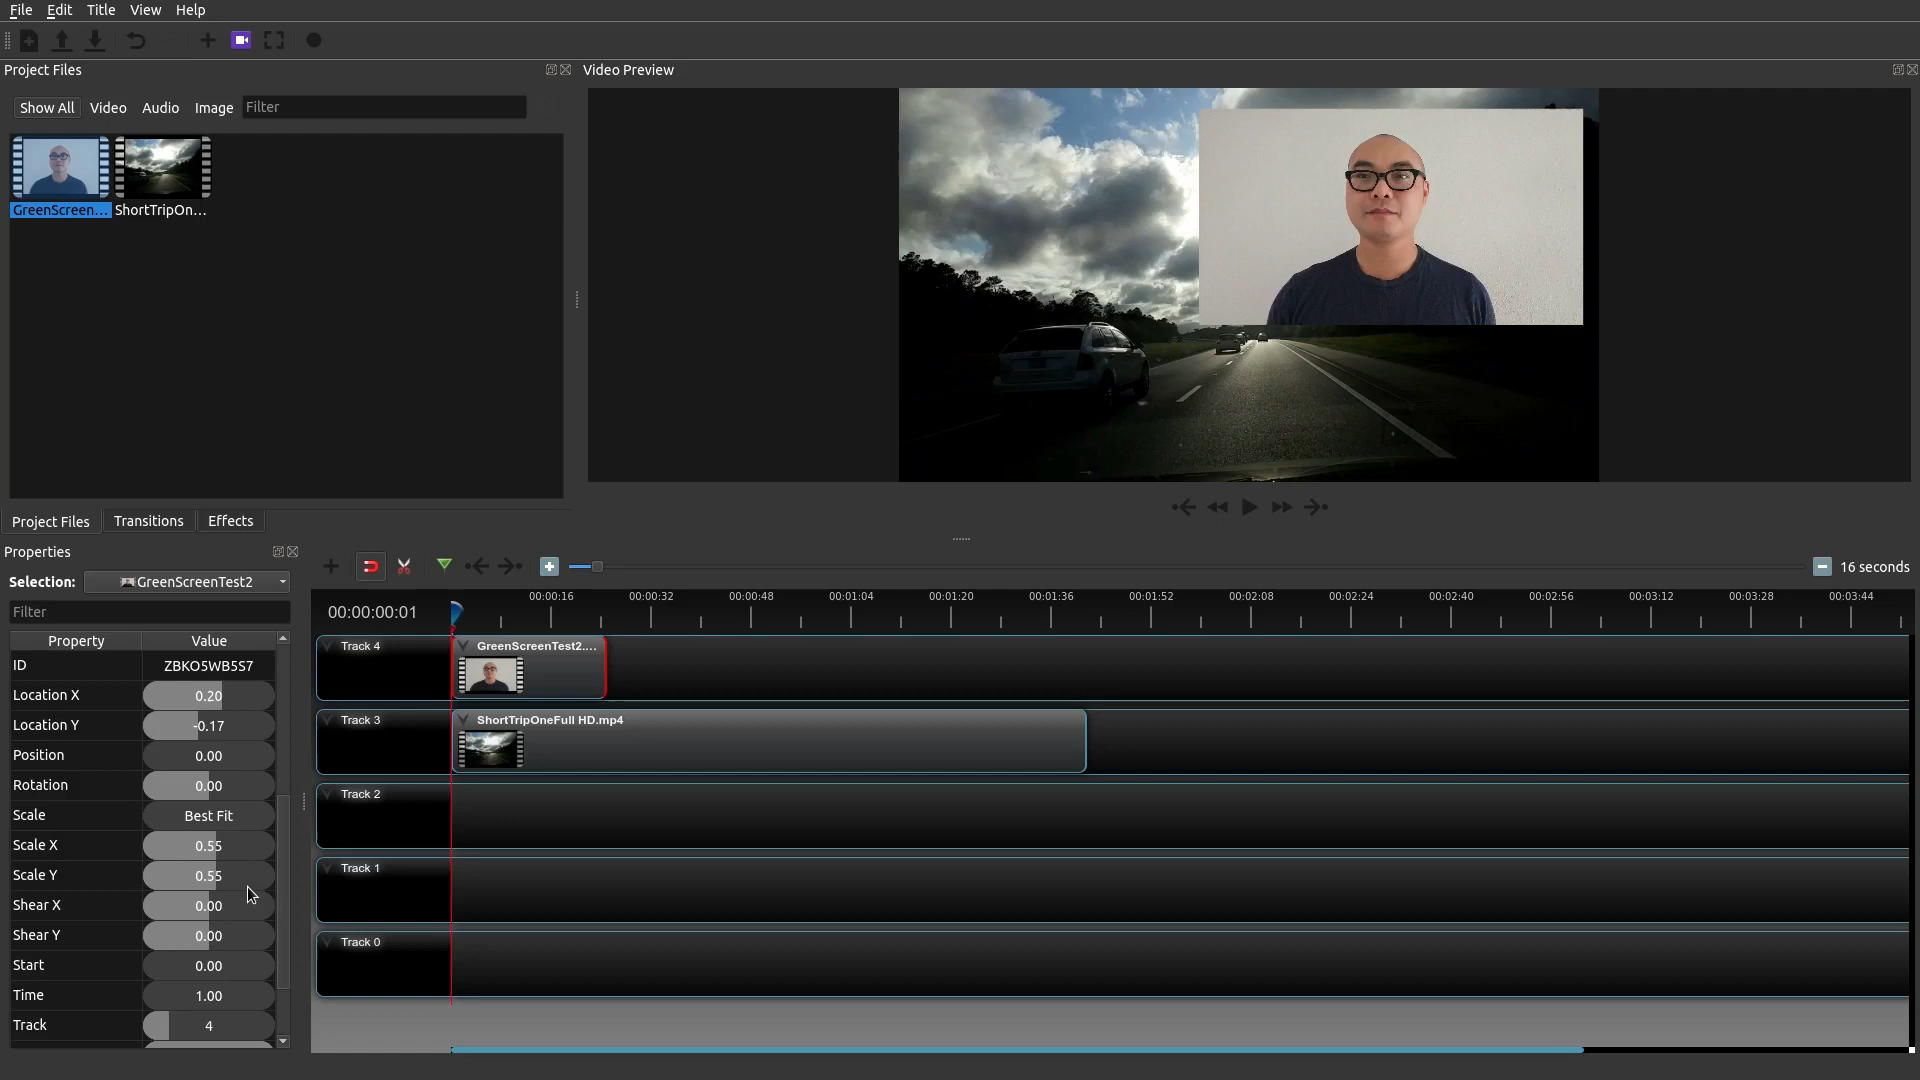 File Edit Title View Help
Project Files
Video Preview
Show All Video Audio Image Filter
GreenScreen... ShortTripOn...
Project Files Transitions Effects
Properties
Selection: GreenScreenTest2
Filter
Property Value
ID ZBKO5WB5S7
Location X 0.20
Location Y -0.17
Position 0.00
Rotation 0.00
Scale Best Fit
Scale X 0.55
Scale Y 0.55
Shear X 0.00
Shear Y 0.00
Start 0.00
Time 1.00
Track 4
16 seconds
00:00:00:01
00:00:16 00:00:32 00:00:48 00:01:04 00:01:20 00:01:36 00:01:52 00:02:08 00:02:24 00:02:40 00:02:56 00:03:12 00:03:28 00:03:44
Track 4 GreenScreenTest2....
Track 3 ShortTripOneFull HD.mp4
Track 2
Track 1
Track 0